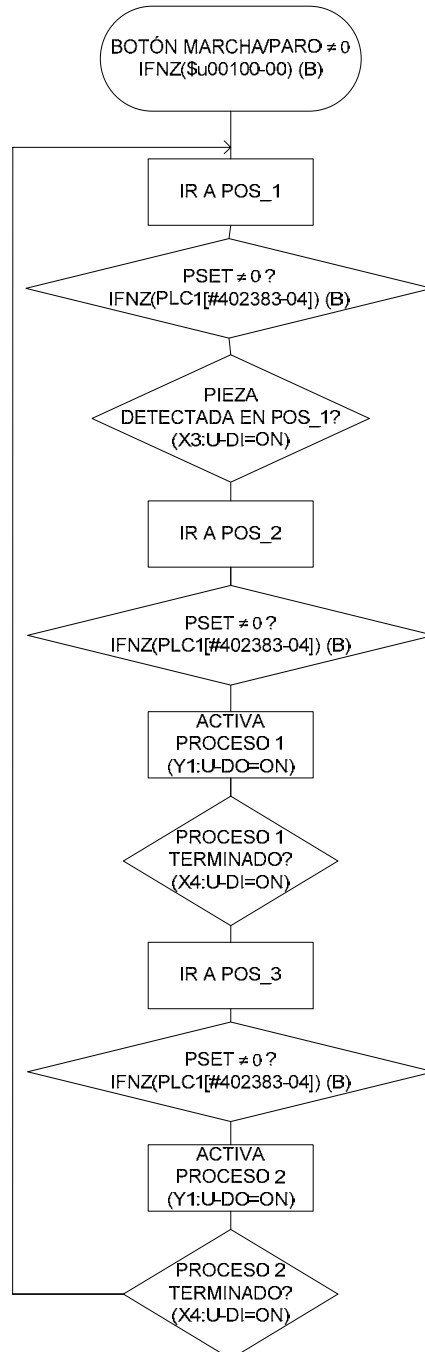 BOTÓN MARCHA/PARO ≠ 0
IFNZ($u00100-00) (B)
IR A POS_1
PSET ≠ 0 ?
IFNZ(PLC1[#402383-04]) (B)
PIEZA
DETECTADA EN POS_1?
(X3:U-DI=ON)
IR A POS_2
PSET ≠ 0 ?
IFNZ(PLC1[#402383-04]) (B)
ACTIVA
PROCESO 1
(Y1:U-DO=ON)
PROCESO 1
TERMINADO?
(X4:U-DI=ON)
IR A POS_3
PSET ≠ 0 ?
IFNZ(PLC1[#402383-04]) (B)
ACTIVA
PROCESO 2
(Y1:U-DO=ON)
PROCESO 2
TERMINADO?
(X4:U-DI=ON)